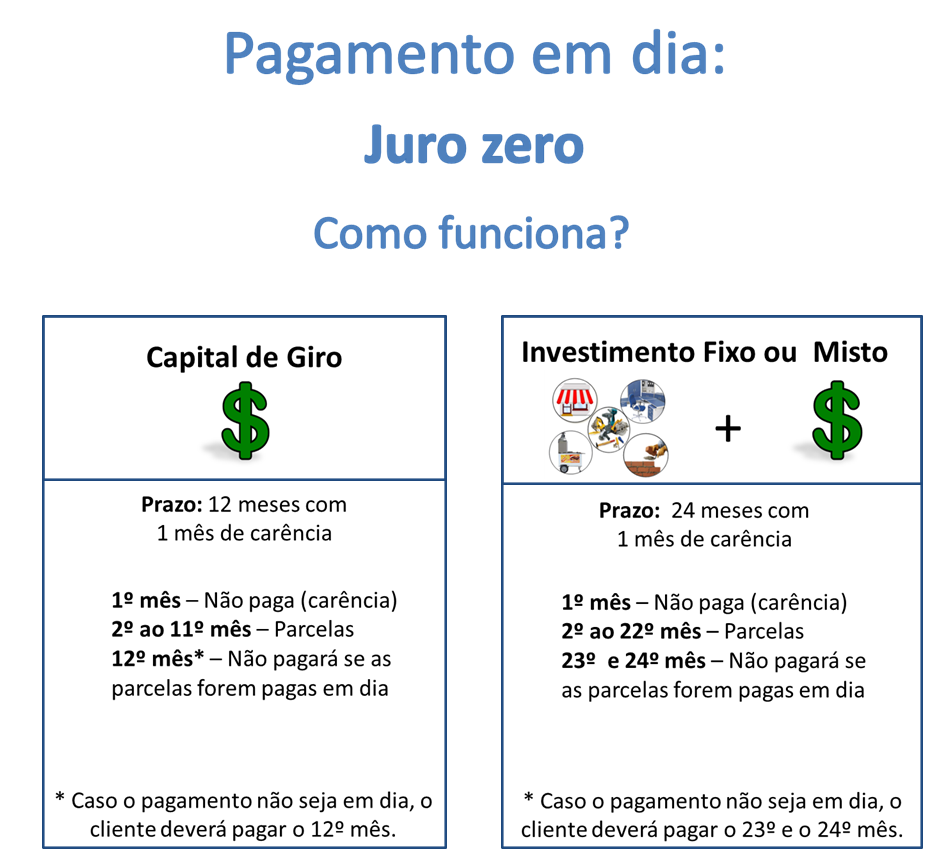 Pagamento em dia:
Juro zero
Como funciona?
Capital de Giro
$
Prazo: 12 meses com
1 mês de carência
1º mês – Não paga (carência)
2º ao 11º mês – Parcelas
12º mês* – Não pagará se as
parcelas forem pagas em dia
* Caso o pagamento não seja em dia, o
cliente deverá pagar o 12º mês.
Investimento Fixo ou Misto
+ $
Prazo: 24 meses com
1 mês de carência
1º mês – Não paga (carência)
2º ao 22º mês – Parcelas
23º e 24º mês – Não pagará se
as parcelas forem pagas em dia
* Caso o pagamento não seja em dia, o
cliente deverá pagar o 23º e o 24º mês.